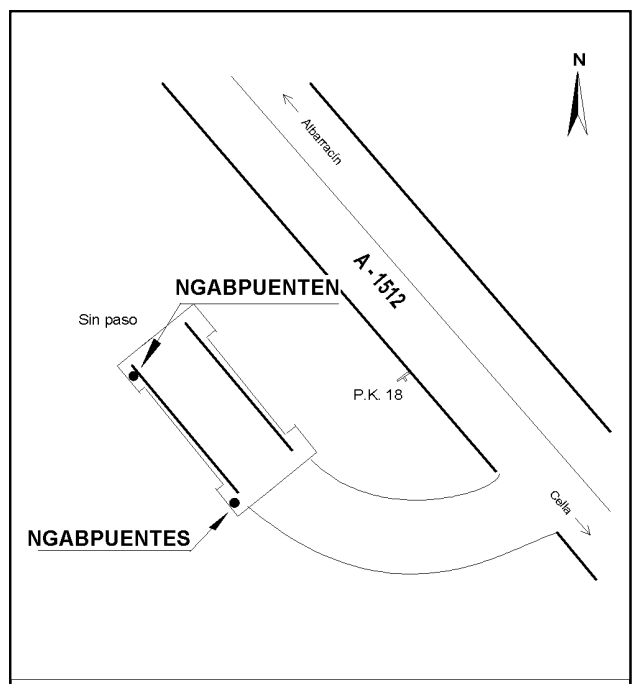 N
Albarracín
A - 1512
NGABPUENTEN
Sin paso
P.K. 18
Cella
NGABPUENTES